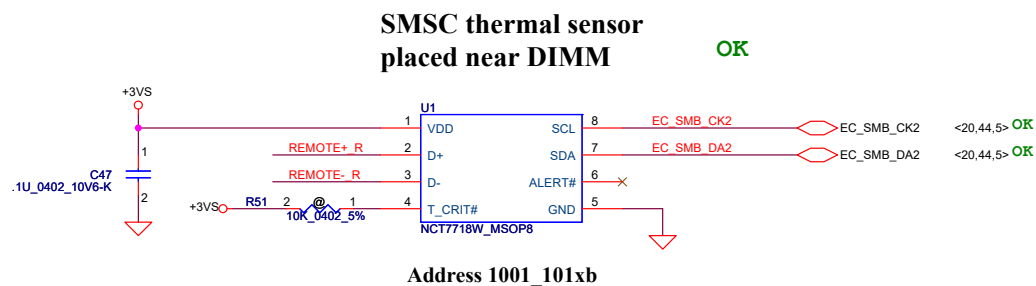 SMSC thermal sensor
placed near DIMM
OK
+3VS
U1
1 VDD SCL 8 EC_SMB_CK2 EC_SMB_CK2 <20,44,5> OK
REMOTE+_R 2 D+ SDA 7 EC_SMB_DA2 EC_SMB_DA2 <20,44,5> OK
1
C47
.1U_0402_10V6-K
2
REMOTE-_R 3 D- ALERT# 6
+3VS R51 2 @ 1 4 T_CRIT# GND 5
10K_0402_5%
NCT7718W_MSOP8
Address 1001_101xb